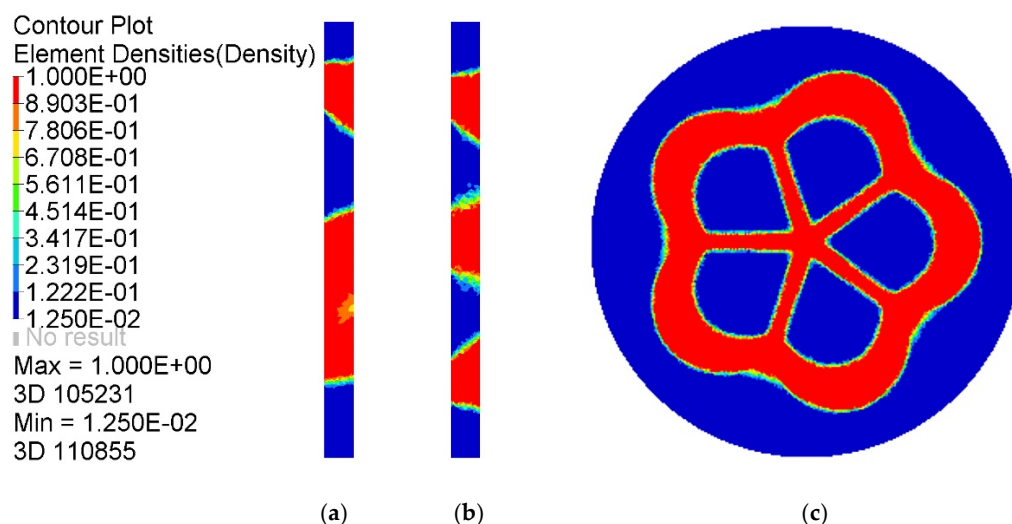 Contour Plot
Element Densities(Density)
1.000E+00
8.903E-01
7.806E-01
6.708E-01
5.611E-01
4.514E-01
3.417E-01
2.319E-01
1.222E-01
1.250E-02
No result
Max = 1.000E+00
3D 105231
Min = 1.250E-02
3D 110855
(a) (b) (c)